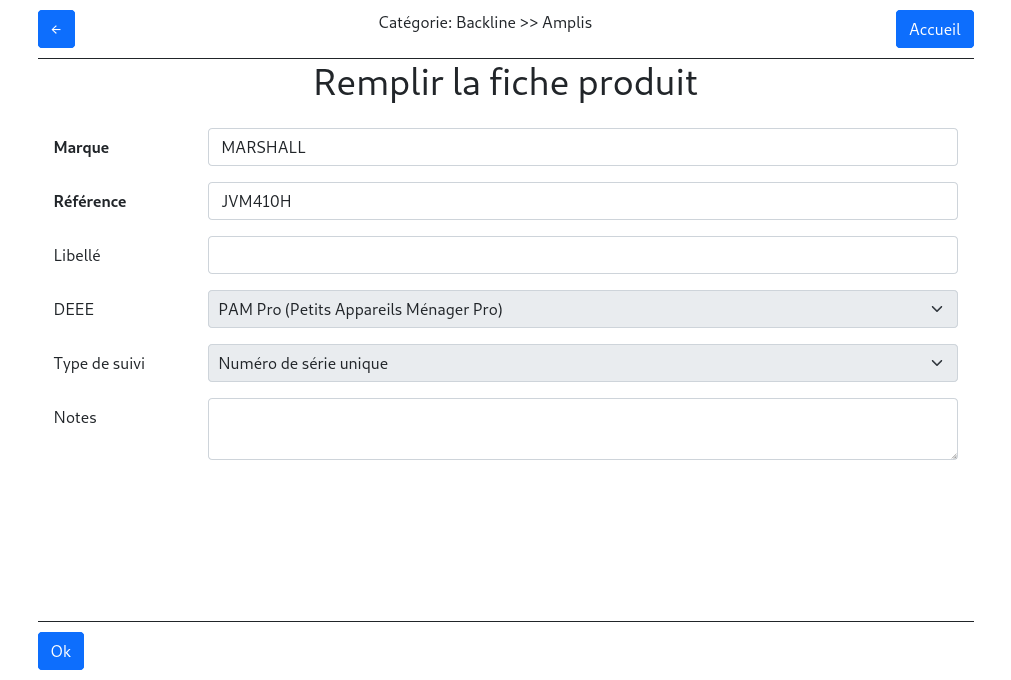 ←
Catégorie: Backline >> Amplis
Accueil
Remplir la fiche produit
Marque
MARSHALL
Référence
JVM410H
Libellé
DEEE
PAM Pro (Petits Appareils Ménager Pro)
Type de suivi
Numéro de série unique
Notes
Ok